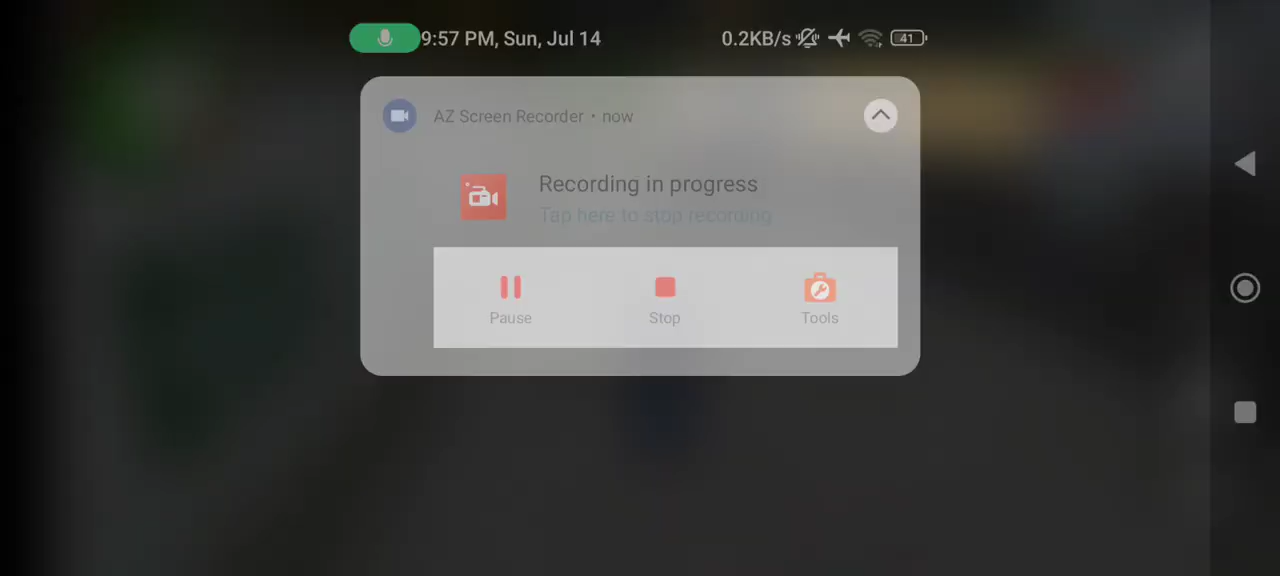 9:57 PM, Sun, Jul 14 0.2KB/s 41
AZ Screen Recorder • now
Recording in progress
Tap here to stop recording
Pause Stop Tools